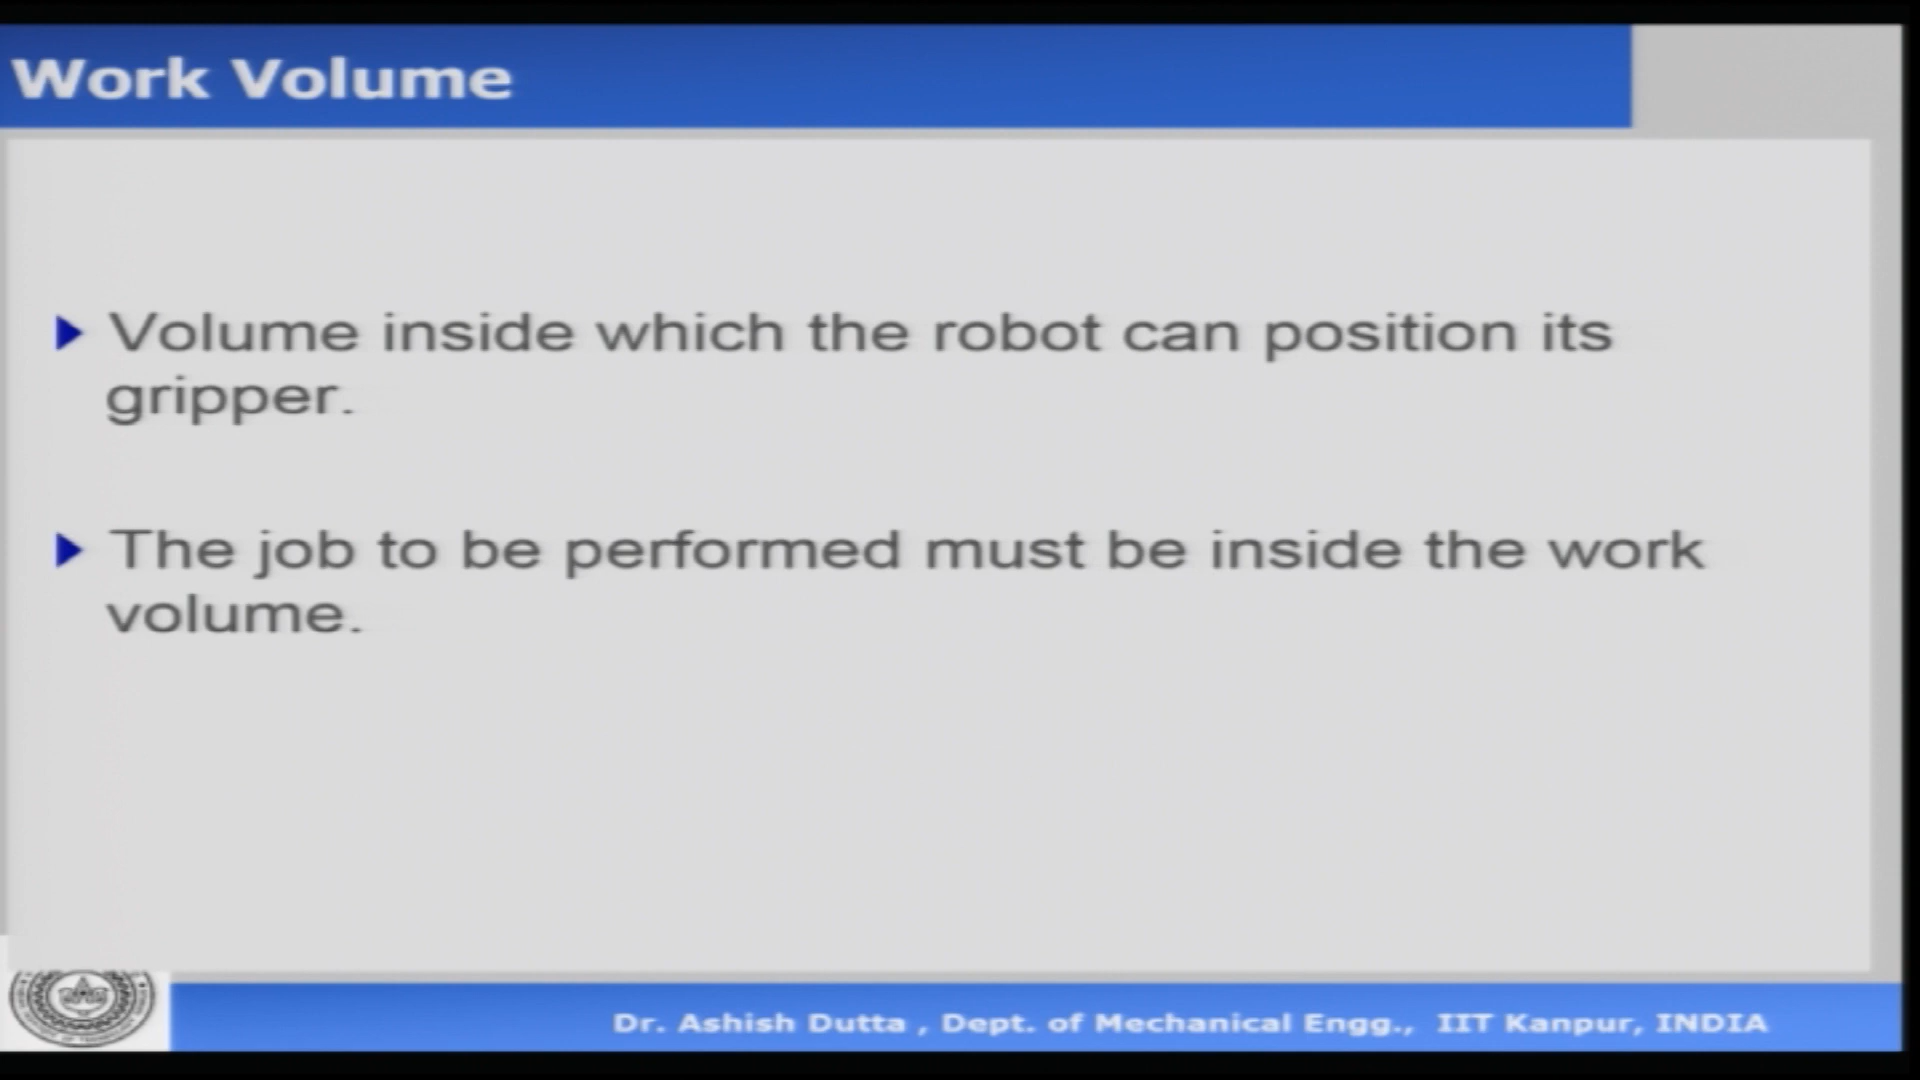 Work Volume
Volume inside which the robot can position its
gripper.
The job to be performed must be inside the work
volume.
Dr. Ashish Dutta , Dept. of Mechanical Engg., IIT Kanpur, INDIA